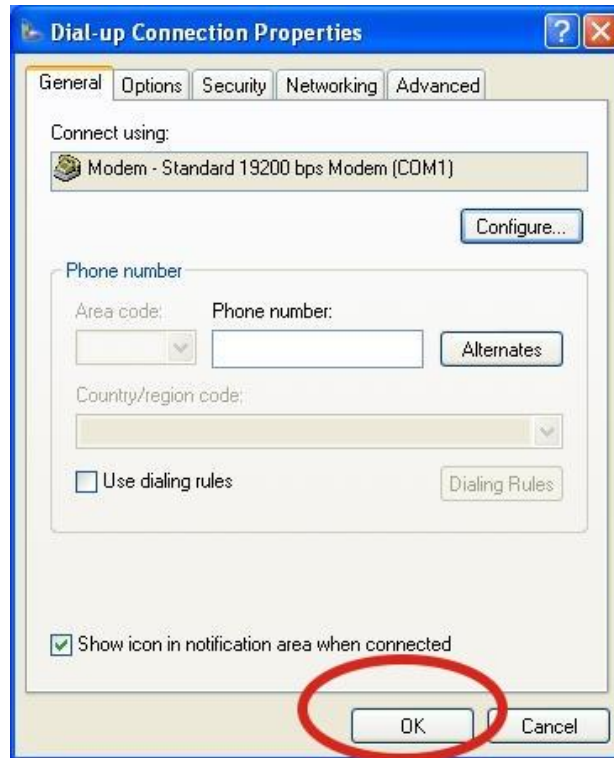 Dial-up Connection Properties
General Options Security Networking Advanced
Connect using:
Modem - Standard 19200 bps Modem (COM1)
Configure...
Phone number
Area code: Phone number:
Alternates
Country/region code:
Use dialing rules Dialing Rules
Show icon in notification area when connected
OK Cancel